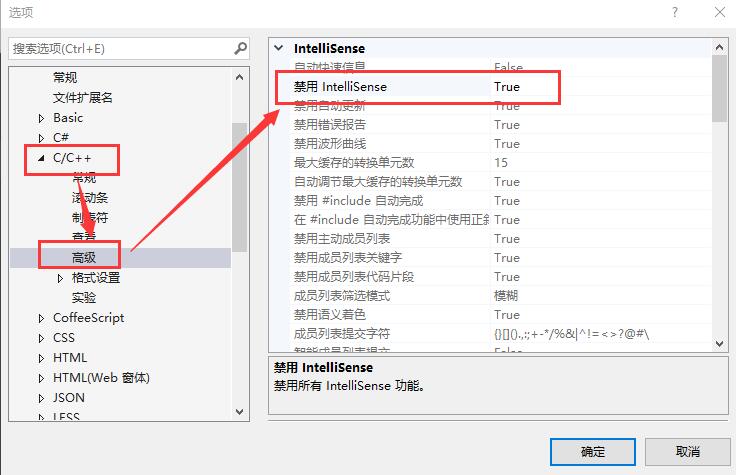 选项
搜索选项(Ctrl+E)
常规
文件扩展名
Basic
C#
C/C++
常规
滚动条
制表符
查看
高级
格式设置
实验
CoffeeScript
CSS
HTML
HTML(Web 窗体)
JSON
LESS
IntelliSense
自动快速信息 False
禁用 IntelliSense True
禁用自动更新 True
禁用错误报告 True
禁用波形曲线 True
最大缓存的转换单元数 15
自动调节最大缓存的转换单元数 True
禁用 #include 自动完成 True
在 #include 自动完成功能中使用正斜 True
禁用主动成员列表 True
禁用成员列表关键字 True
禁用成员列表代码片段 True
成员列表筛选模式 模糊
禁用语义着色 True
成员列表提交字符 {}[]().,:;+-*/%&|^!=<>?@#\
智能成员列表提交 False
禁用 IntelliSense
禁用所有 IntelliSense 功能。
确定 取消